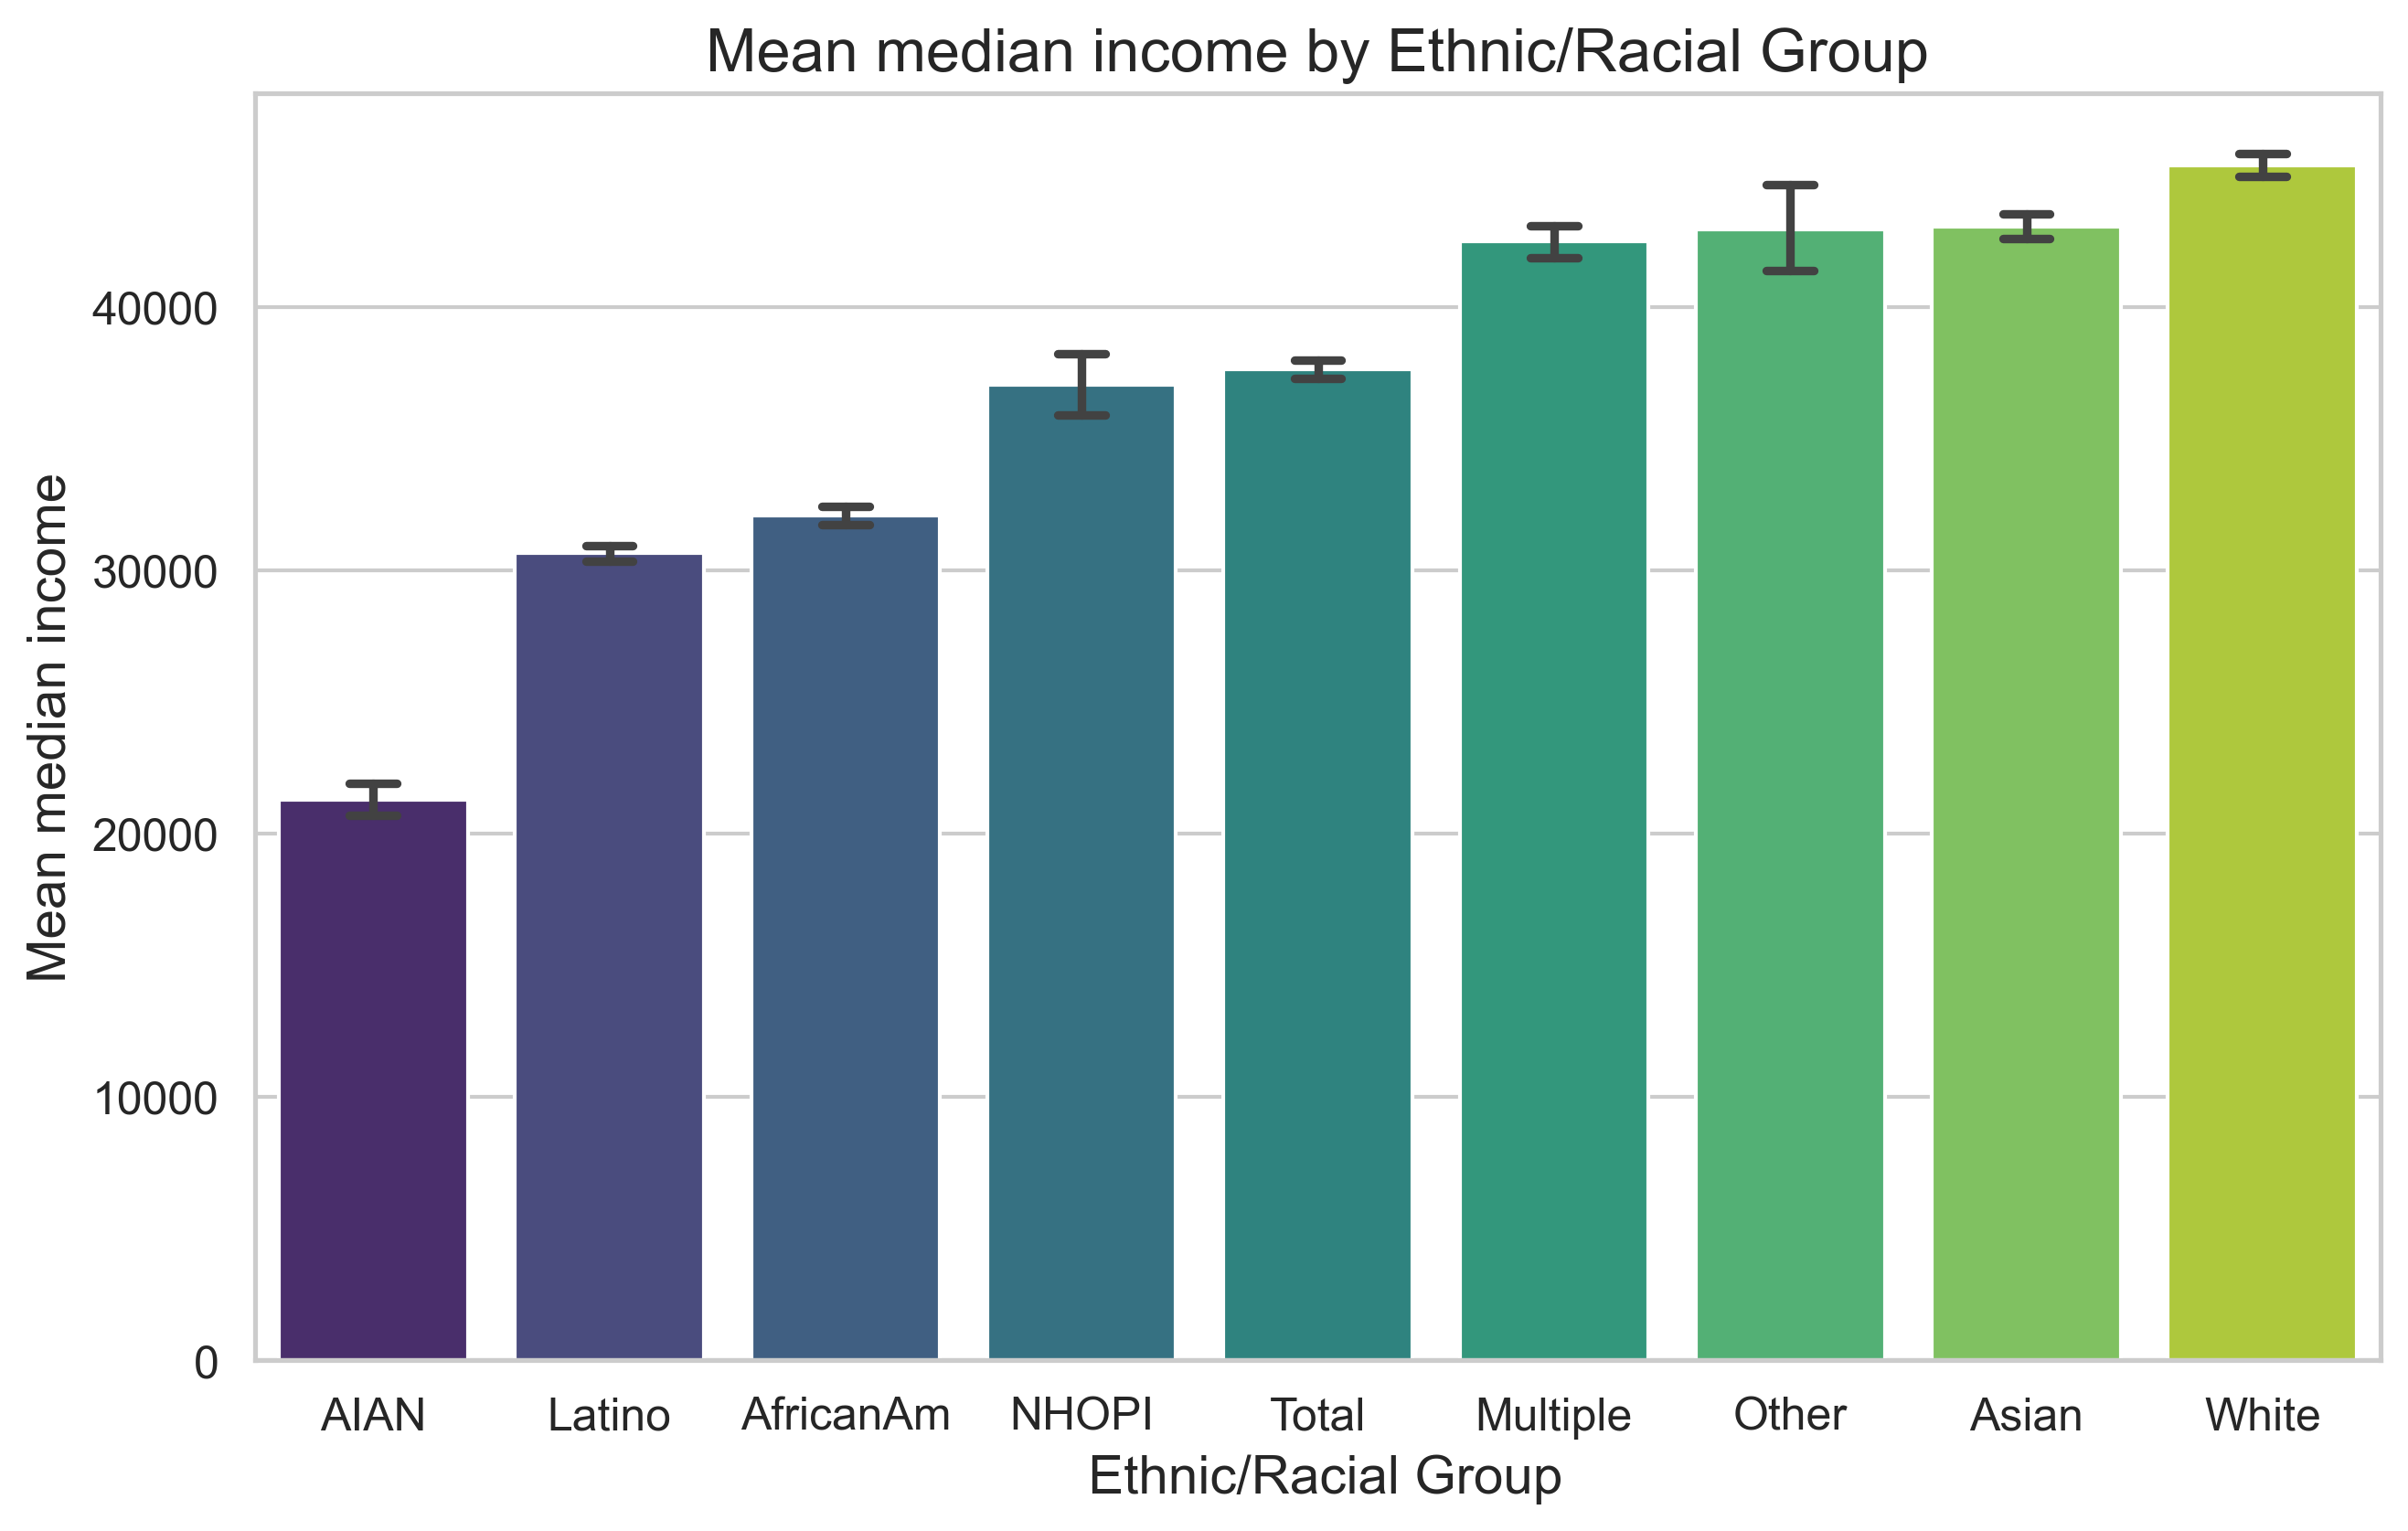 Mean median income by Ethnic/Racial Group
Mean median income
40000
30000
20000
10000
0
AIAN Latino AfricanAm NHOPI Total Multiple Other Asian White
Ethnic/Racial Group